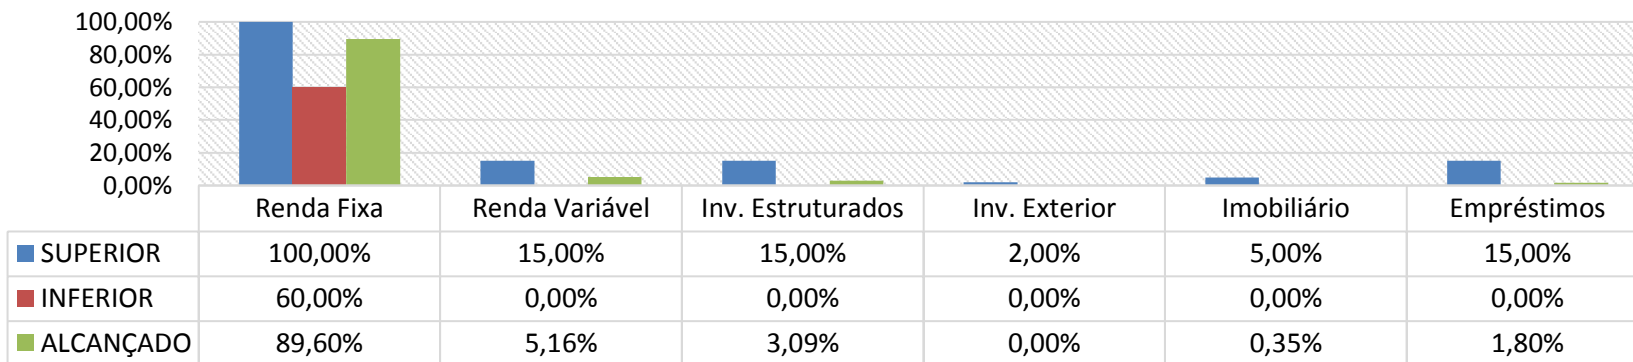 100,00%
80,00%
60,00%
40,00%
20,00%
0,00%
Renda Fixa Renda Variável Inv. Estruturados Inv. Exterior Imobiliário Empréstimos
SUPERIOR 100,00% 15,00% 15,00% 2,00% 5,00% 15,00%
INFERIOR 60,00% 0,00% 0,00% 0,00% 0,00% 0,00%
ALCANÇADO 89,60% 5,16% 3,09% 0,00% 0,35% 1,80%